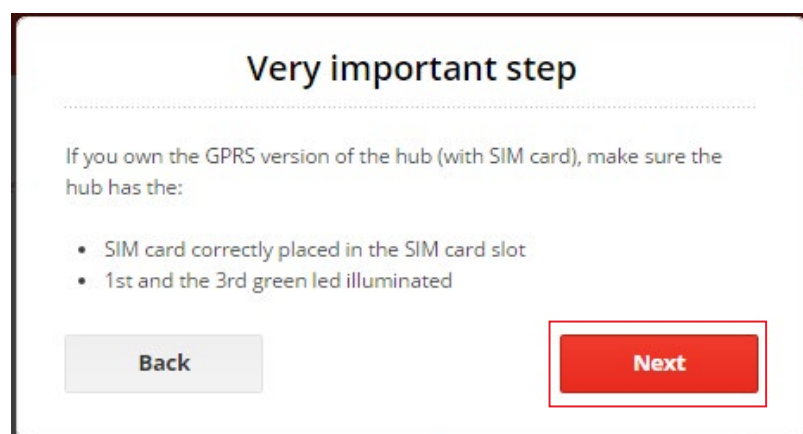 Very important step
If you own the GPRS version of the hub (with SIM card), make sure the
hub has the:
• SIM card correctly placed in the SIM card slot
• 1st and the 3rd green led illuminated
Back
Next